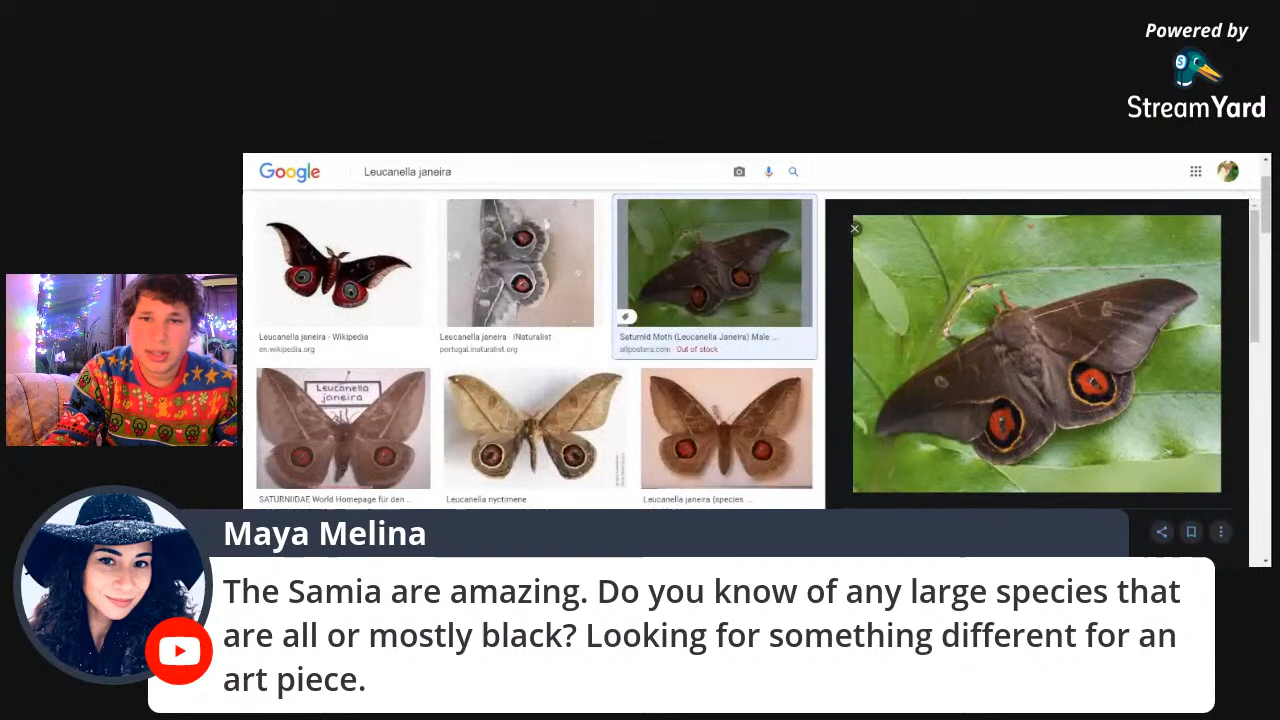 Powered by
StreamYard
Google
Leucanella janeira
Leucanella janeira - Wikipedia
en.wikipedia.org
Leucanella janeira · iNaturalist
portugal.inaturalist.org
Saturnid Moth (Leucanella Janeira) Male ...
allposters.com · Out of stock
Leucanella
janeira
SATURNIIDAE World Homepage für den ...
Leucanella nyctimene
Leucanella janeira (species ...
Maya Melina
The Samia are amazing. Do you know of any large species that
are all or mostly black? Looking for something different for an
art piece.